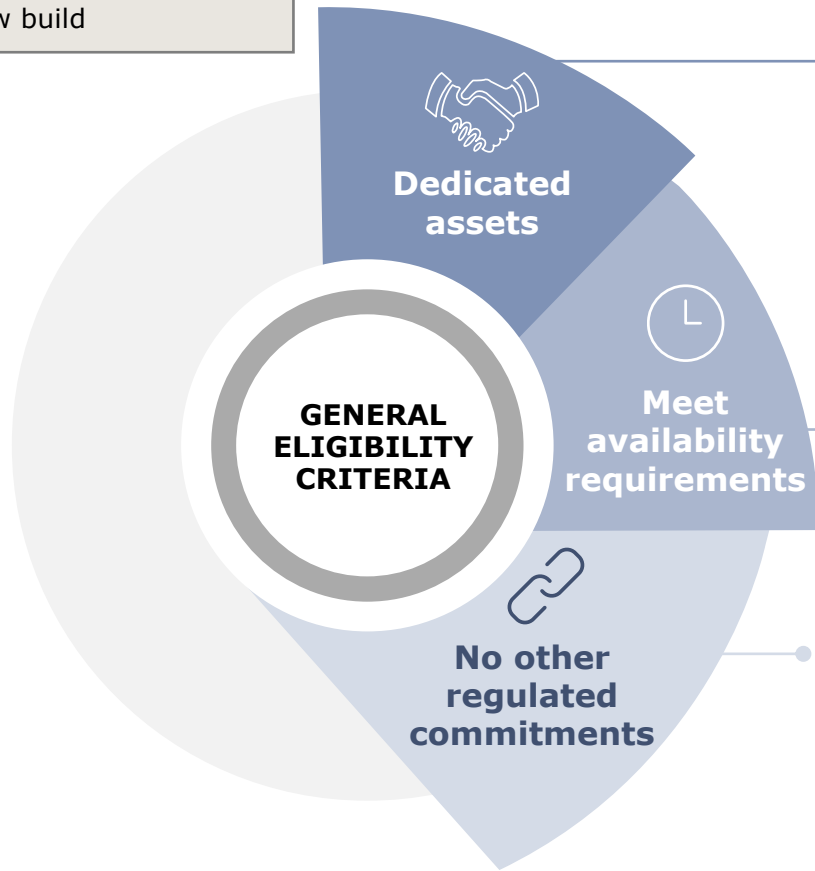 build
Dedicated
assets
Meet
availability
requirements
GENERAL
ELIGIBILITY
CRITERIA
No other
regulated
commitments